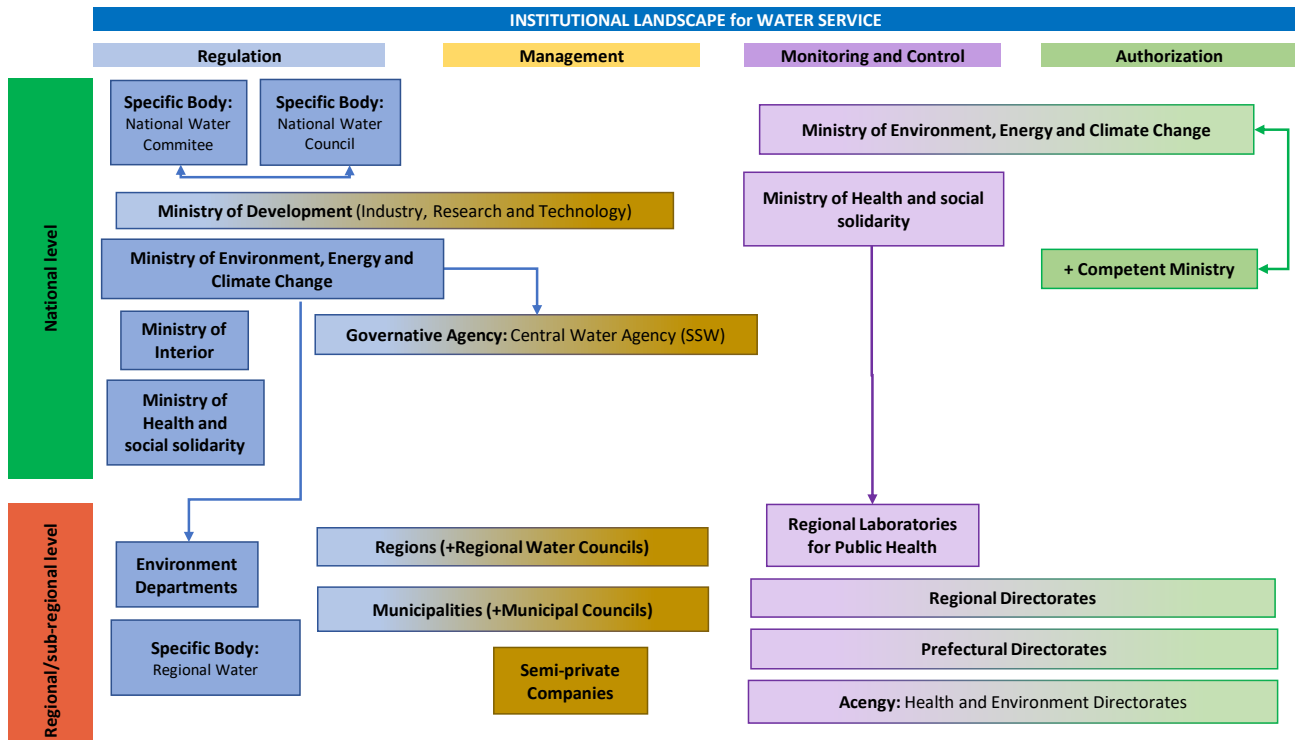 INSTITUTIONAL LANDSCAPE for WATER SERVICE
Regulation
Management
Monitoring and Control
Authorization
National level
Specific Body:
National Water
Commitee
Specific Body:
National Water
Council
Ministry of Environment, Energy and Climate Change
Ministry of Development (Industry, Research and Technology)
Ministry of Health and social
solidarity
Ministry of Environment, Energy and
Climate Change
+ Competent Ministry
Ministry of
Interior
Governative Agency: Central Water Agency (SSW)
Ministry of
Health and
social solidarity
Regional/sub-regional level
Environment
Departments
Regions (+Regional Water Councils)
Regional Laboratories
for Public Health
Municipalities (+Municipal Councils)
Regional Directorates
Specific Body:
Regional Water
Semi-private
Companies
Prefectural Directorates
Acengy: Health and Environment Directorates